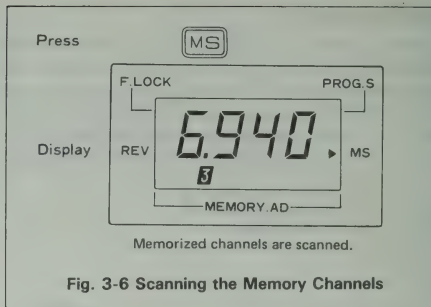 Press MS
F.LOCK PROG.S
6.940
Display REV MS
3
MEMORY.AD
Memorized channels are scanned.
Fig. 3-6 Scanning the Memory Channels